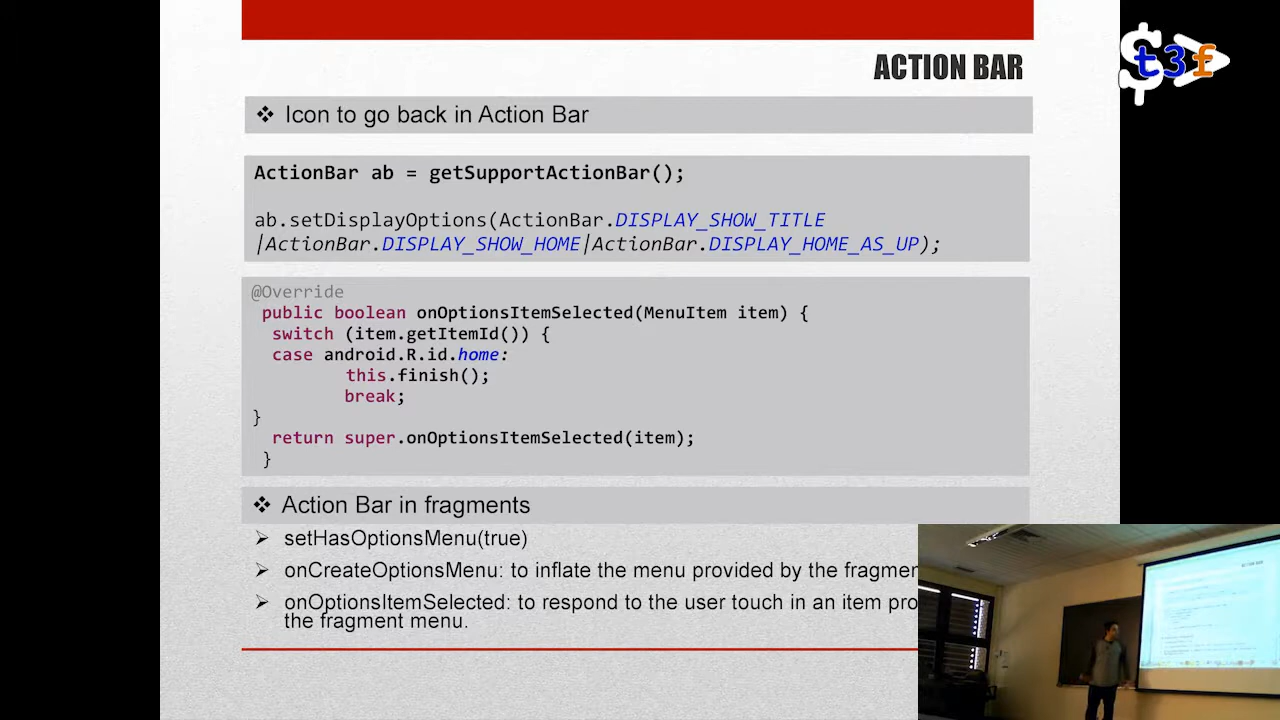 ACTION BAR
$t3f
❖ Icon to go back in Action Bar
ActionBar ab = getSupportActionBar();
ab.setDisplayOptions(ActionBar.DISPLAY_SHOW_TITLE
|ActionBar.DISPLAY_SHOW_HOME|ActionBar.DISPLAY_HOME_AS_UP);
@Override
public boolean onOptionsItemSelected(MenuItem item) {
switch (item.getItemId()) {
case android.R.id.home:
this.finish();
break;
}
return super.onOptionsItemSelected(item);
}
❖ Action Bar in fragments
➢ setHasOptionsMenu(true)
➢ onCreateOptionsMenu: to inflate the menu provided by the fragmen
➢ onOptionsItemSelected: to respond to the user touch in an item pro
the fragment menu.